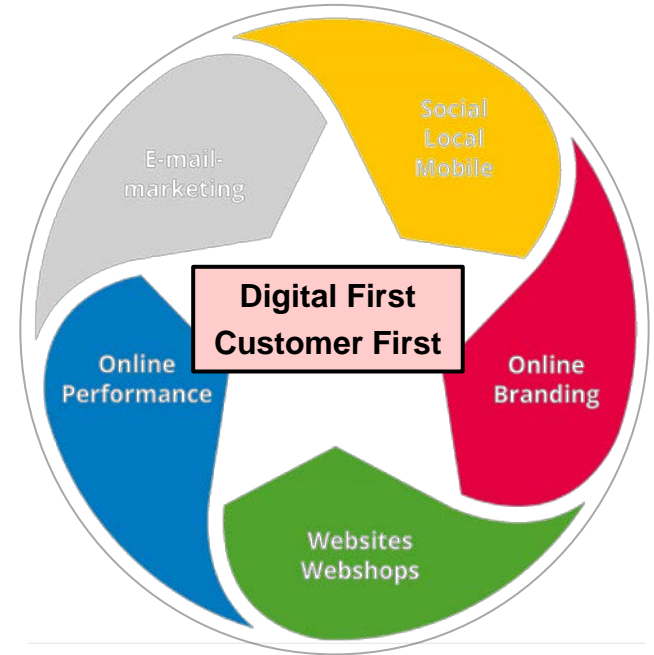 Social
Local
Mobile
E-mail-
marketing
Digital First
Customer First
Online
Performance
Online
Branding
Websites
Webshops